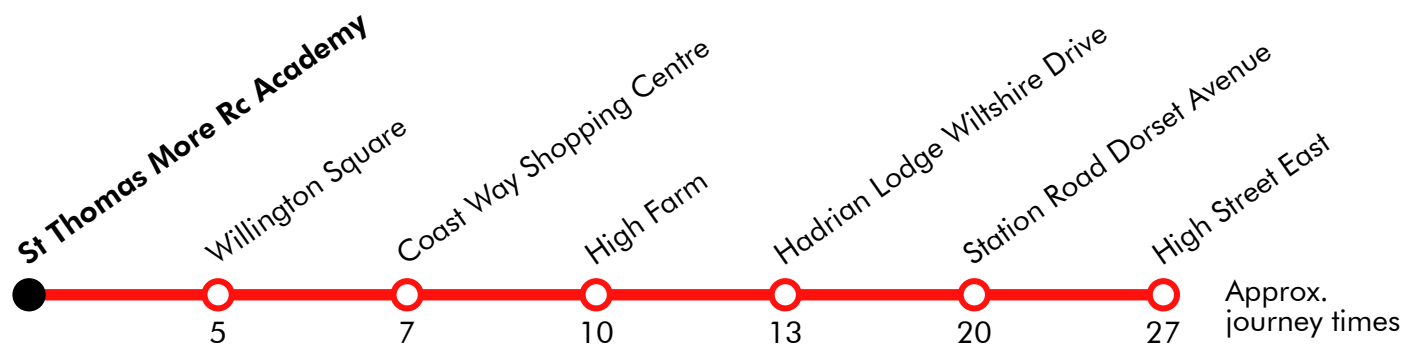 St Thomas More Rc Academy
Willington Square
Coast Way Shopping Centre
High Farm
Hadrian Lodge Wiltshire Drive
Station Road Dorset Avenue
High Street East
5
7
10
13
20
27
Approx.
journey times